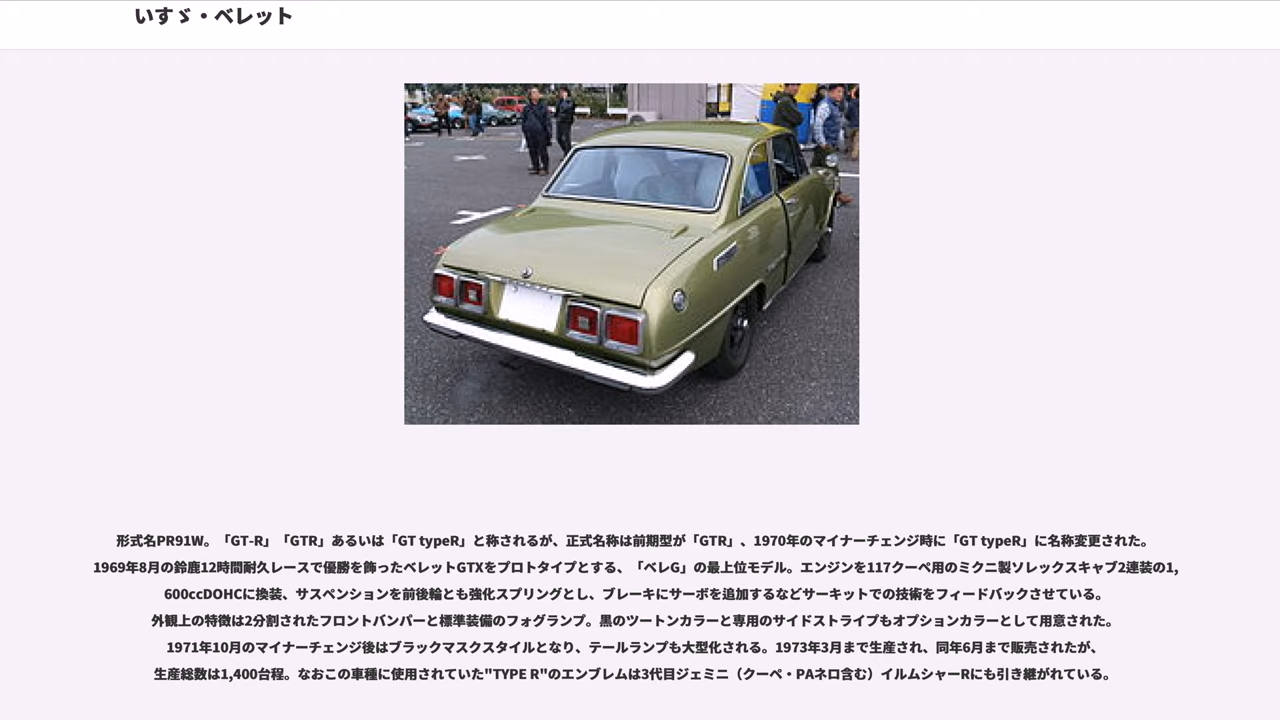 いすゞ・ベレット
形式名PR91W。「GT-R」「GTR」あるいは「GT typeR」と称されるが、正式名称は前期型が「GTR」、1970年のマイナーチェンジ時に「GT typeR」に名称変更された。
1969年8月の鈴鹿12時間耐久レースで優勝を飾ったベレットGTXをプロトタイプとする、「ベレG」の最上位モデル。エンジンを117クーペ用のミクニ製ソレックスキャブ2連装の1,
600ccDOHCに換装、サスペンションを前後輪とも強化スプリングとし、ブレーキにサーボを追加するなどサーキットでの技術をフィードバックさせている。
外観上の特徴は2分割されたフロントバンパーと標準装備のフォグランプ。黒のツートンカラーと専用のサイドストライプもオプションカラーとして用意された。
1971年10月のマイナーチェンジ後はブラックマスクスタイルとなり、テールランプも大型化される。1973年3月まで生産され、同年6月まで販売されたが、
生産総数は1,400台程。なおこの車種に使用されていた"TYPE R"のエンブレムは3代目ジェミニ（クーペ・PAネロ含む）イルムシャーRにも引き継がれている。